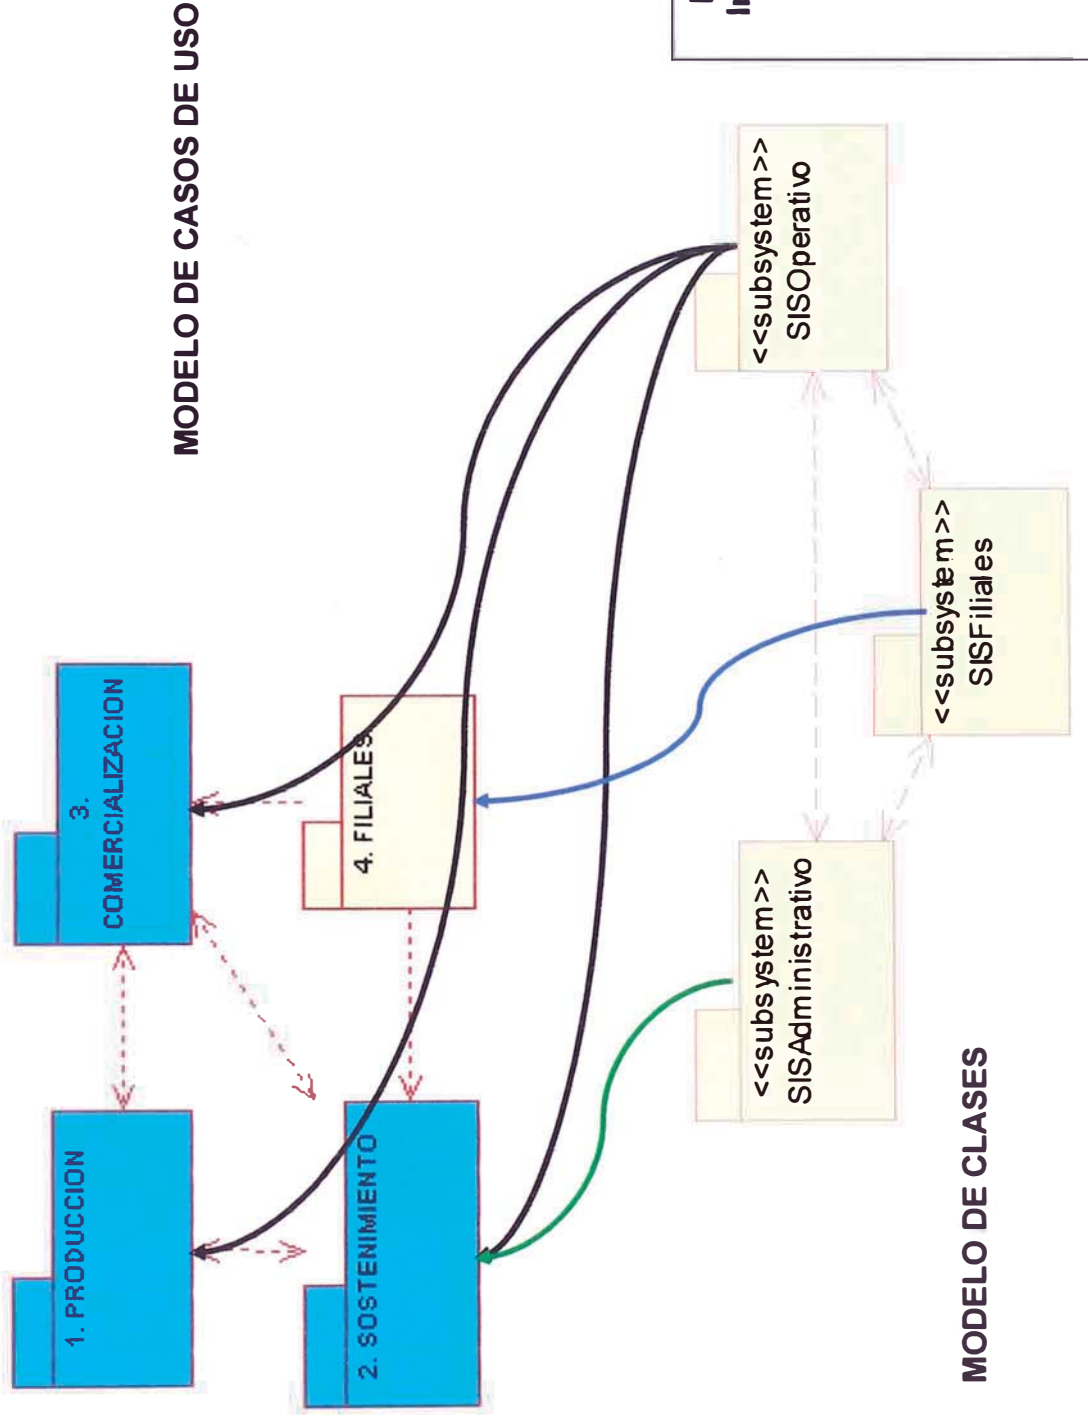 MODELO DE CASOS DE USO
1. PRODUCCION
3.
COMERCIALIZACION
2. SOSTENIMIENTO
4. FILIALES
<<subsystem>>
SISAdministrativo
<<subsystem>>
SISFiliales
<<subsystem>>
SISOperativo
MODELO DE CLASES